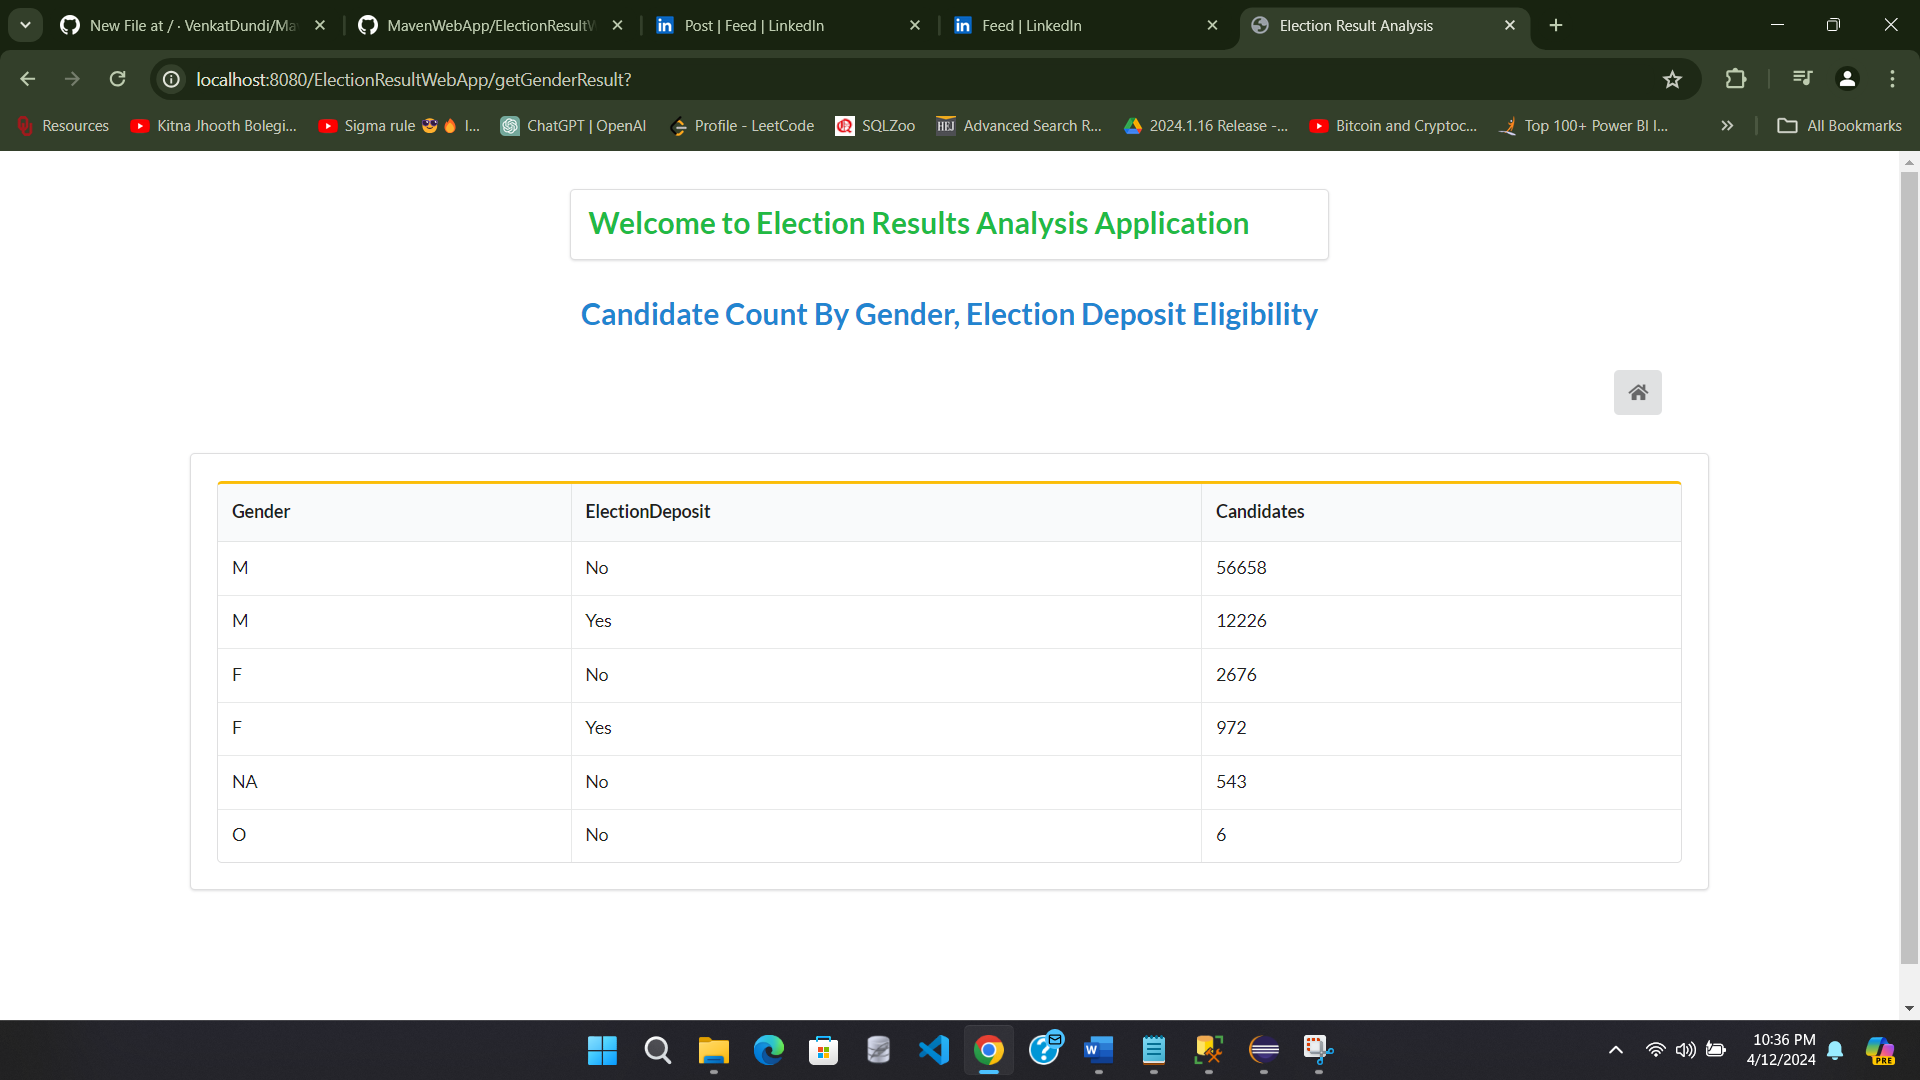 New File at / · VenkatDundi/Ma
MavenWebApp/ElectionResultW
Post | Feed | LinkedIn
Feed | LinkedIn
Election Result Analysis
localhost:8080/ElectionResultWebApp/getGenderResult?
Resources
Kitna Jhooth Bolegi...
Sigma rule 😎🔥 I...
ChatGPT | OpenAI
Profile - LeetCode
SQLZoo
HEJ
Advanced Search R...
2024.1.16 Release -...
Bitcoin and Cryptoc...
Top 100+ Power BI I...
All Bookmarks
Welcome to Election Results Analysis Application
Candidate Count By Gender, Election Deposit Eligibility
Gender ElectionDeposit Candidates
M No 56658
M Yes 12226
F No 2676
F Yes 972
NA No 543
O No 6
10:36 PM
4/12/2024
PRE